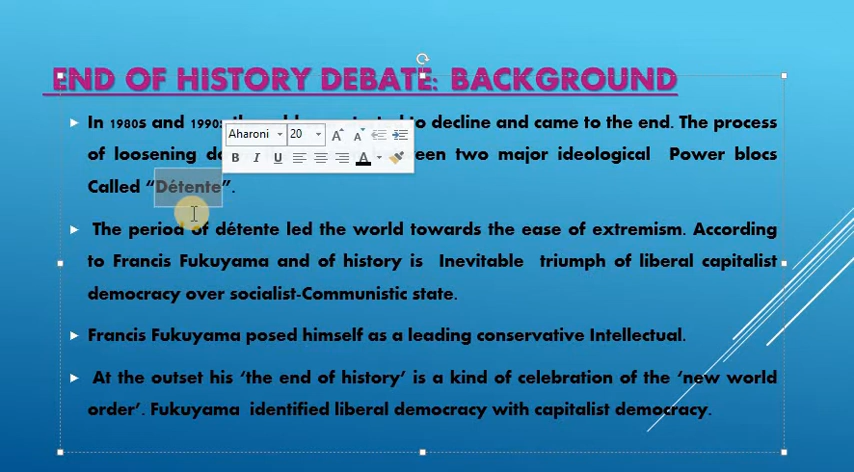 END OF HISTORY DEBATE: BACKGROUND
In 1980s and 1990s to decline and came to the end. The process
Aharoni 20
of loosening two major ideological Power blocs
B I U A
Called “Détente”.
The period of détente led the world towards the ease of extremism. According
to Francis Fukuyama and of history is Inevitable triumph of liberal capitalist
democracy over socialist-Communistic state.
Francis Fukuyama posed himself as a leading conservative Intellectual.
At the outset his ‘the end of history’ is a kind of celebration of the ‘new world
order’. Fukuyama identified liberal democracy with capitalist democracy.